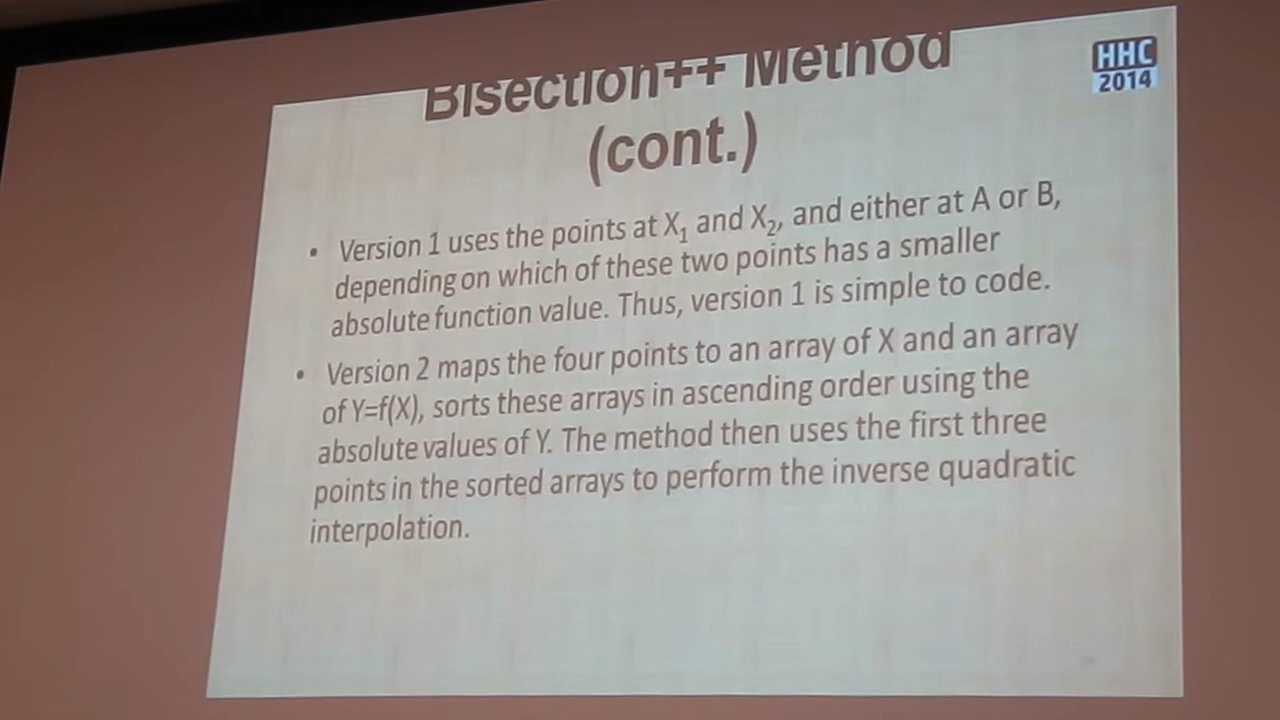 Bisection++ Method
(cont.)
HHC
2014
• Version 1 uses the points at X₁ and X₂, and either at A or B,
depending on which of these two points has a smaller
absolute function value. Thus, version 1 is simple to code.
• Version 2 maps the four points to an array of X and an array
of Y=f(X), sorts these arrays in ascending order using the
absolute values of Y. The method then uses the first three
points in the sorted arrays to perform the inverse quadratic
interpolation.